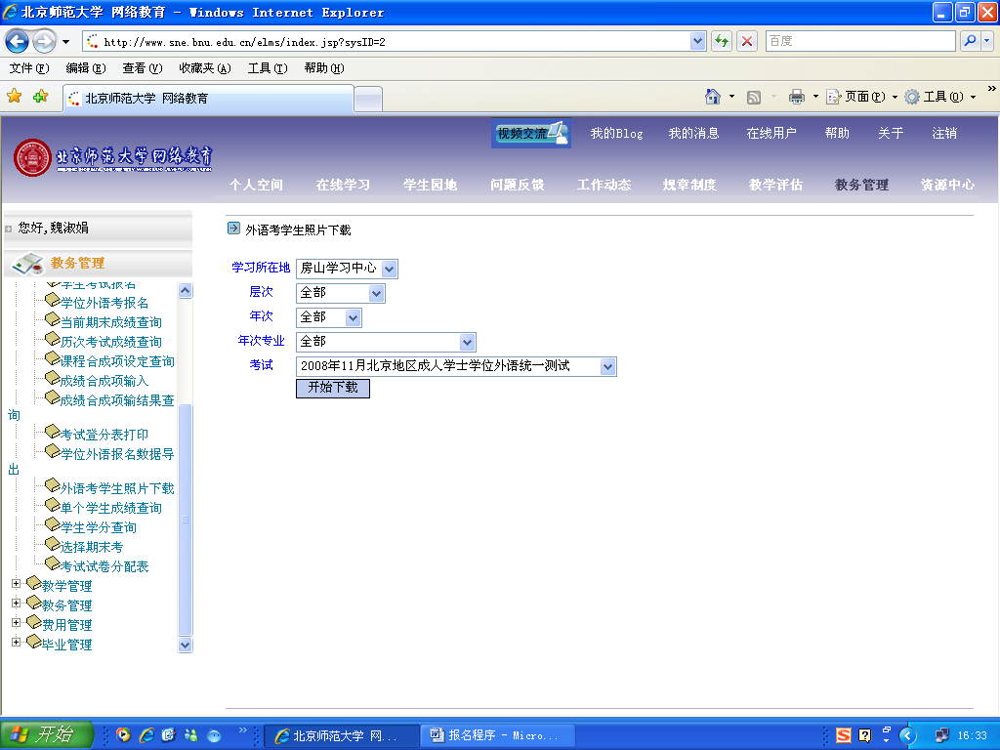 北京师范大学 网络教育 - Windows Internet Explorer
http://www.sne.bnu.edu.cn/elms/index.jsp?sysID=2
百度
文件(F) 编辑(E) 查看(V) 收藏夹(A) 工具(T) 帮助(H)
北京师范大学 网络教育
页面(P) 工具(O)
视频交流 我的Blog 我的消息 在线用户 帮助 关于 注销
北京师范大学网络教育
个人空间 在线学习 学生园地 问题反馈 工作动态 规章制度 教学评估 教务管理 资源中心
您好,魏淑娟
教务管理
学生考试报名
学位外语考报名
当前期末成绩查询
历次考试成绩查询
课程合成项设定查询
成绩合成项输入
成绩合成项输结果查
询
考试登分表打印
学位外语报名数据导
出
外语考学生照片下载
单个学生成绩查询
学生学分查询
选择期末考
考试试卷分配表
教学管理
教务管理
费用管理
毕业管理
外语考学生照片下载
学习所在地 房山学习中心
层次 全部
年次 全部
年次专业 全部
考试 2008年11月北京地区成人学士学位外语统一测试
开始下载
开始
北京师范大学 网...
报名程序 - Micro...
16:33